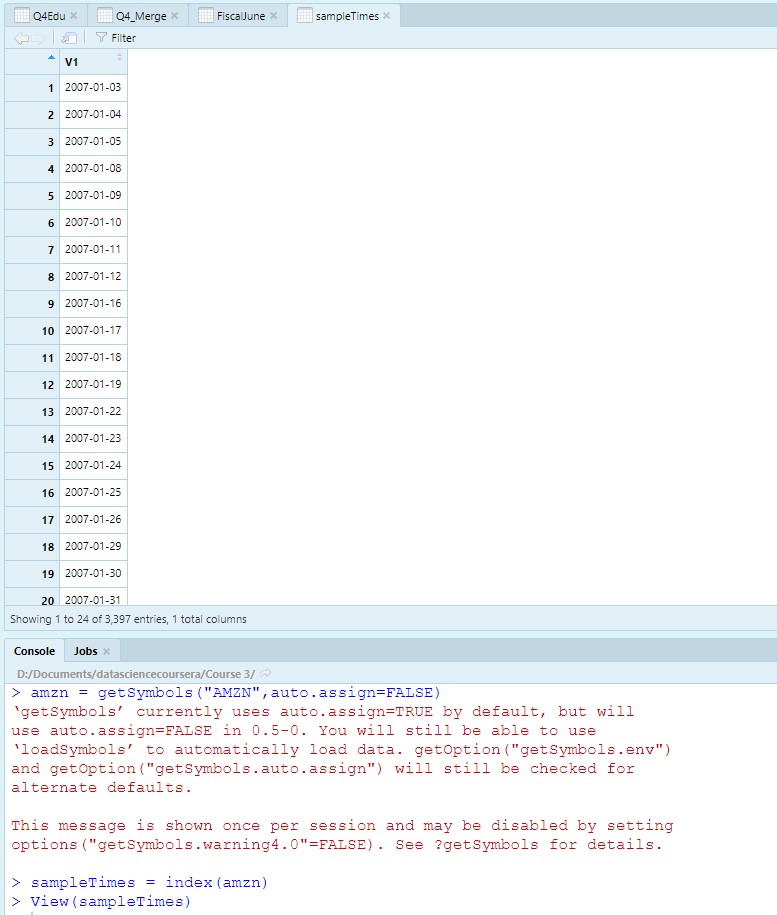 Q4Edu × Q4_Merge × FiscalJune × sampleTimes ×
Filter
V1
1 2007-01-03
2 2007-01-04
3 2007-01-05
4 2007-01-08
5 2007-01-09
6 2007-01-10
7 2007-01-11
8 2007-01-12
9 2007-01-16
10 2007-01-17
11 2007-01-18
12 2007-01-19
13 2007-01-22
14 2007-01-23
15 2007-01-24
16 2007-01-25
17 2007-01-26
18 2007-01-29
19 2007-01-30
20 2007-01-31
Showing 1 to 24 of 3,397 entries, 1 total columns
Console Jobs ×
D:/Documents/datasciencecoursera/Course 3/
> amzn = getSymbols("AMZN",auto.assign=FALSE)
‘getSymbols’ currently uses auto.assign=TRUE by default, but will
use auto.assign=FALSE in 0.5-0. You will still be able to use
‘loadSymbols’ to automatically load data. getOption("getSymbols.env")
and getOption("getSymbols.auto.assign") will still be checked for
alternate defaults.
This message is shown once per session and may be disabled by setting
options("getSymbols.warning4.0"=FALSE). See ?getSymbols for details.
> sampleTimes = index(amzn)
> View(sampleTimes)